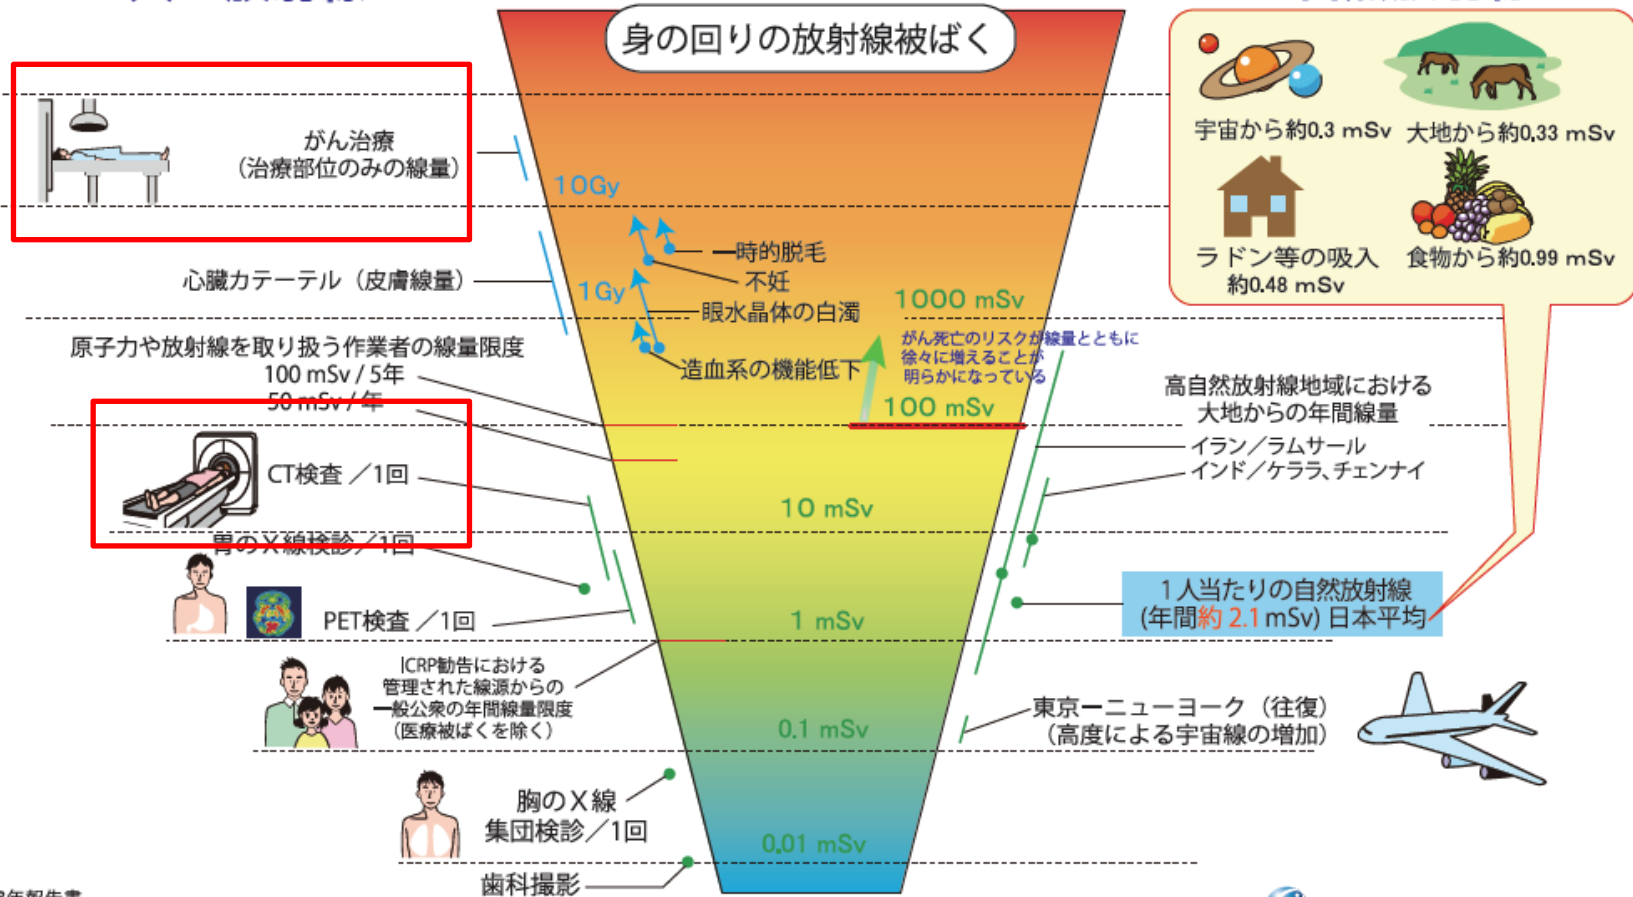 身の回りの放射線被ばく
がん治療
(治療部位のみの線量)
10Gy
一時的脱毛
不妊
心臓カテーテル（皮膚線量）
1Gy
眼水晶体の白濁
1000 mSv
原子力や放射線を取り扱う作業者の線量限度
100 mSv / 5年
50 mSv / 年
造血系の機能低下
がん死亡のリスクが線量とともに
徐々に増えることが
明らかになっている
100 mSv
CT検査 ／1回
10 mSv
胃のX線検診／1回
PET検査 ／1回
1 mSv
ICRP勧告における
管理された線源からの
一般公衆の年間線量限度
（医療被ばくを除く）
0.1 mSv
胸のX線
集団検診／1回
0.01 mSv
歯科撮影
宇宙から約0.3 mSv
大地から約0.33 mSv
ラドン等の吸入
約0.48 mSv
食物から約0.99 mSv
高自然放射線地域における
大地からの年間線量
イラン／ラムサール
インド／ケララ、チェンナイ
1人当たりの自然放射線
(年間約 2.1 mSv) 日本平均
東京ーニューヨーク（往復）
（高度による宇宙線の増加）
年報告書